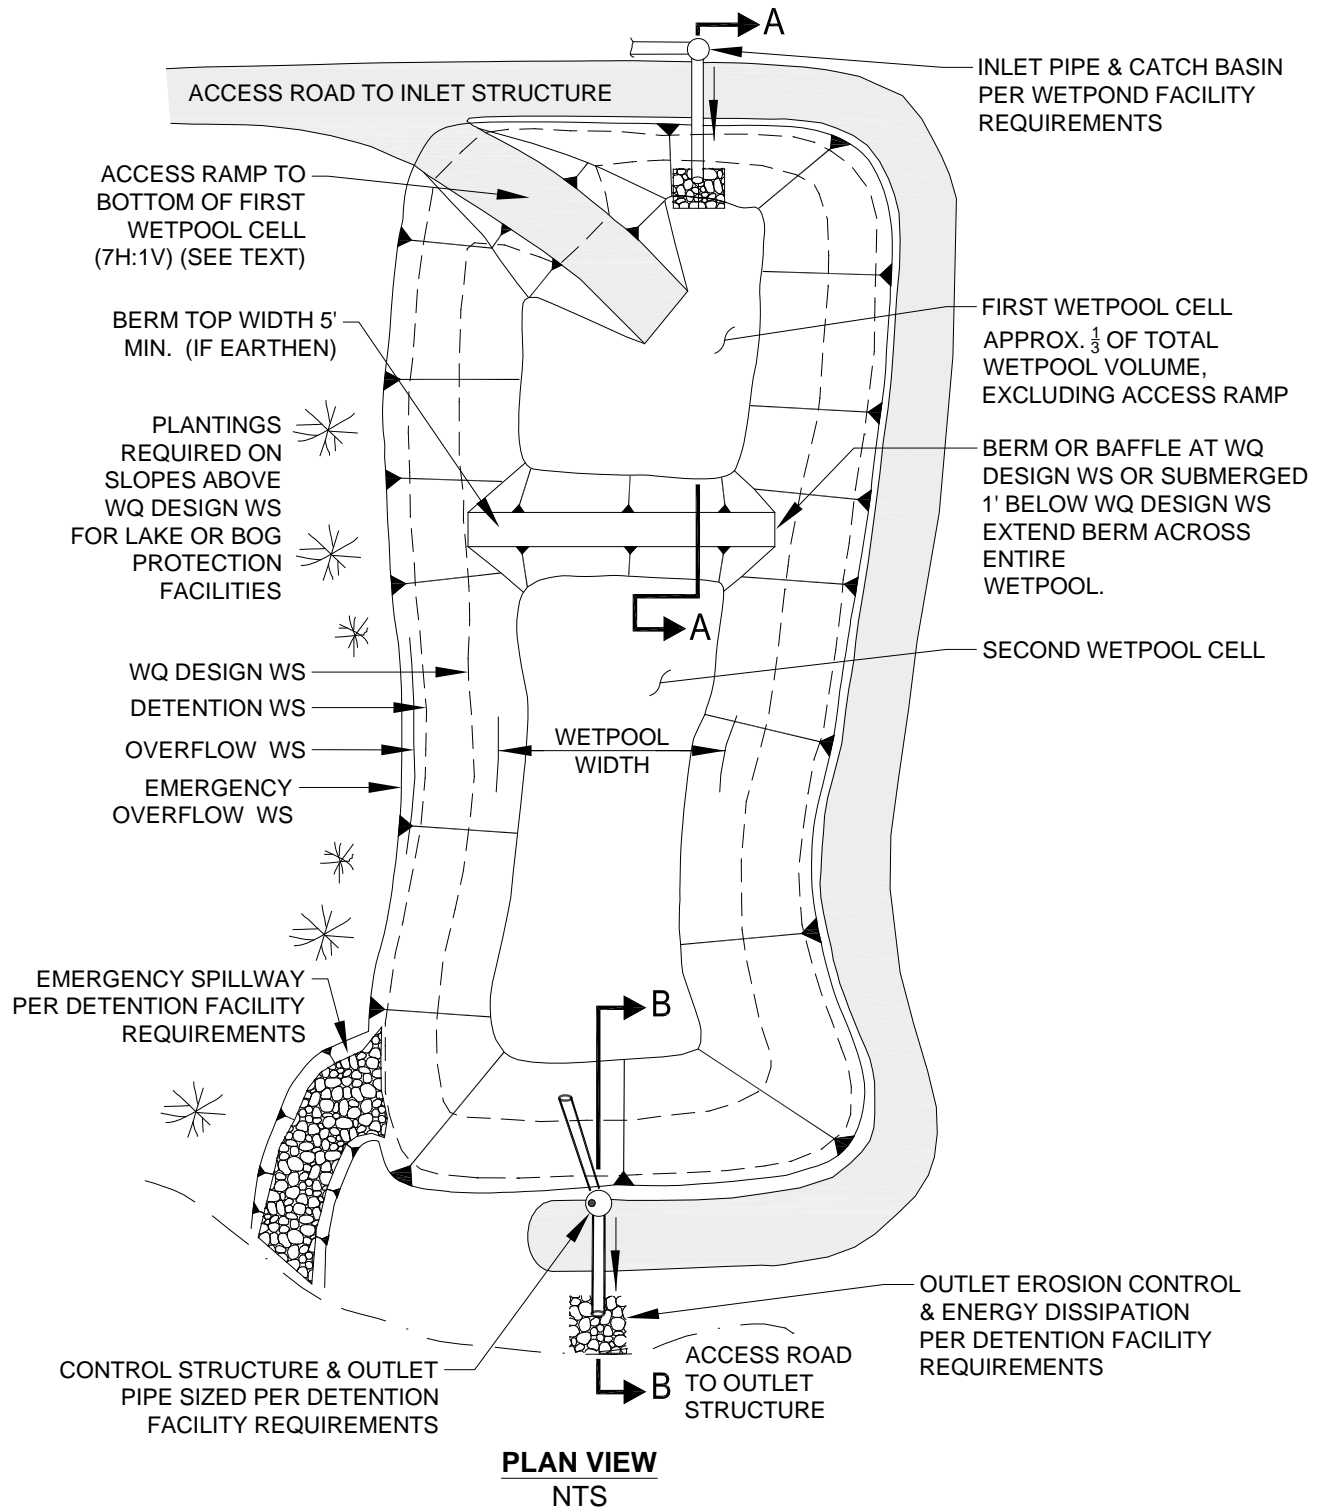 A
INLET PIPE & CATCH BASIN
PER WETPOND FACILITY
REQUIREMENTS
ACCESS ROAD TO INLET STRUCTURE
ACCESS RAMP TO
BOTTOM OF FIRST
WETPOOL CELL
(7H:1V) (SEE TEXT)
BERM TOP WIDTH 5'
MIN. (IF EARTHEN)
FIRST WETPOOL CELL
APPROX. 1/3 OF TOTAL
WETPOOL VOLUME,
EXCLUDING ACCESS RAMP
PLANTINGS
REQUIRED ON
SLOPES ABOVE
WQ DESIGN WS
FOR LAKE OR BOG
PROTECTION
FACILITIES
BERM OR BAFFLE AT WQ
DESIGN WS OR SUBMERGED
1' BELOW WQ DESIGN WS
EXTEND BERM ACROSS
ENTIRE
WETPOOL.
A
SECOND WETPOOL CELL
WQ DESIGN WS
DETENTION WS
OVERFLOW WS
EMERGENCY
OVERFLOW WS
WETPOOL
WIDTH
EMERGENCY SPILLWAY
PER DETENTION FACILITY
REQUIREMENTS
B
OUTLET EROSION CONTROL
& ENERGY DISSIPATION
PER DETENTION FACILITY
REQUIREMENTS
CONTROL STRUCTURE & OUTLET
PIPE SIZED PER DETENTION
FACILITY REQUIREMENTS
B
ACCESS ROAD
TO OUTLET
STRUCTURE
PLAN VIEW
NTS